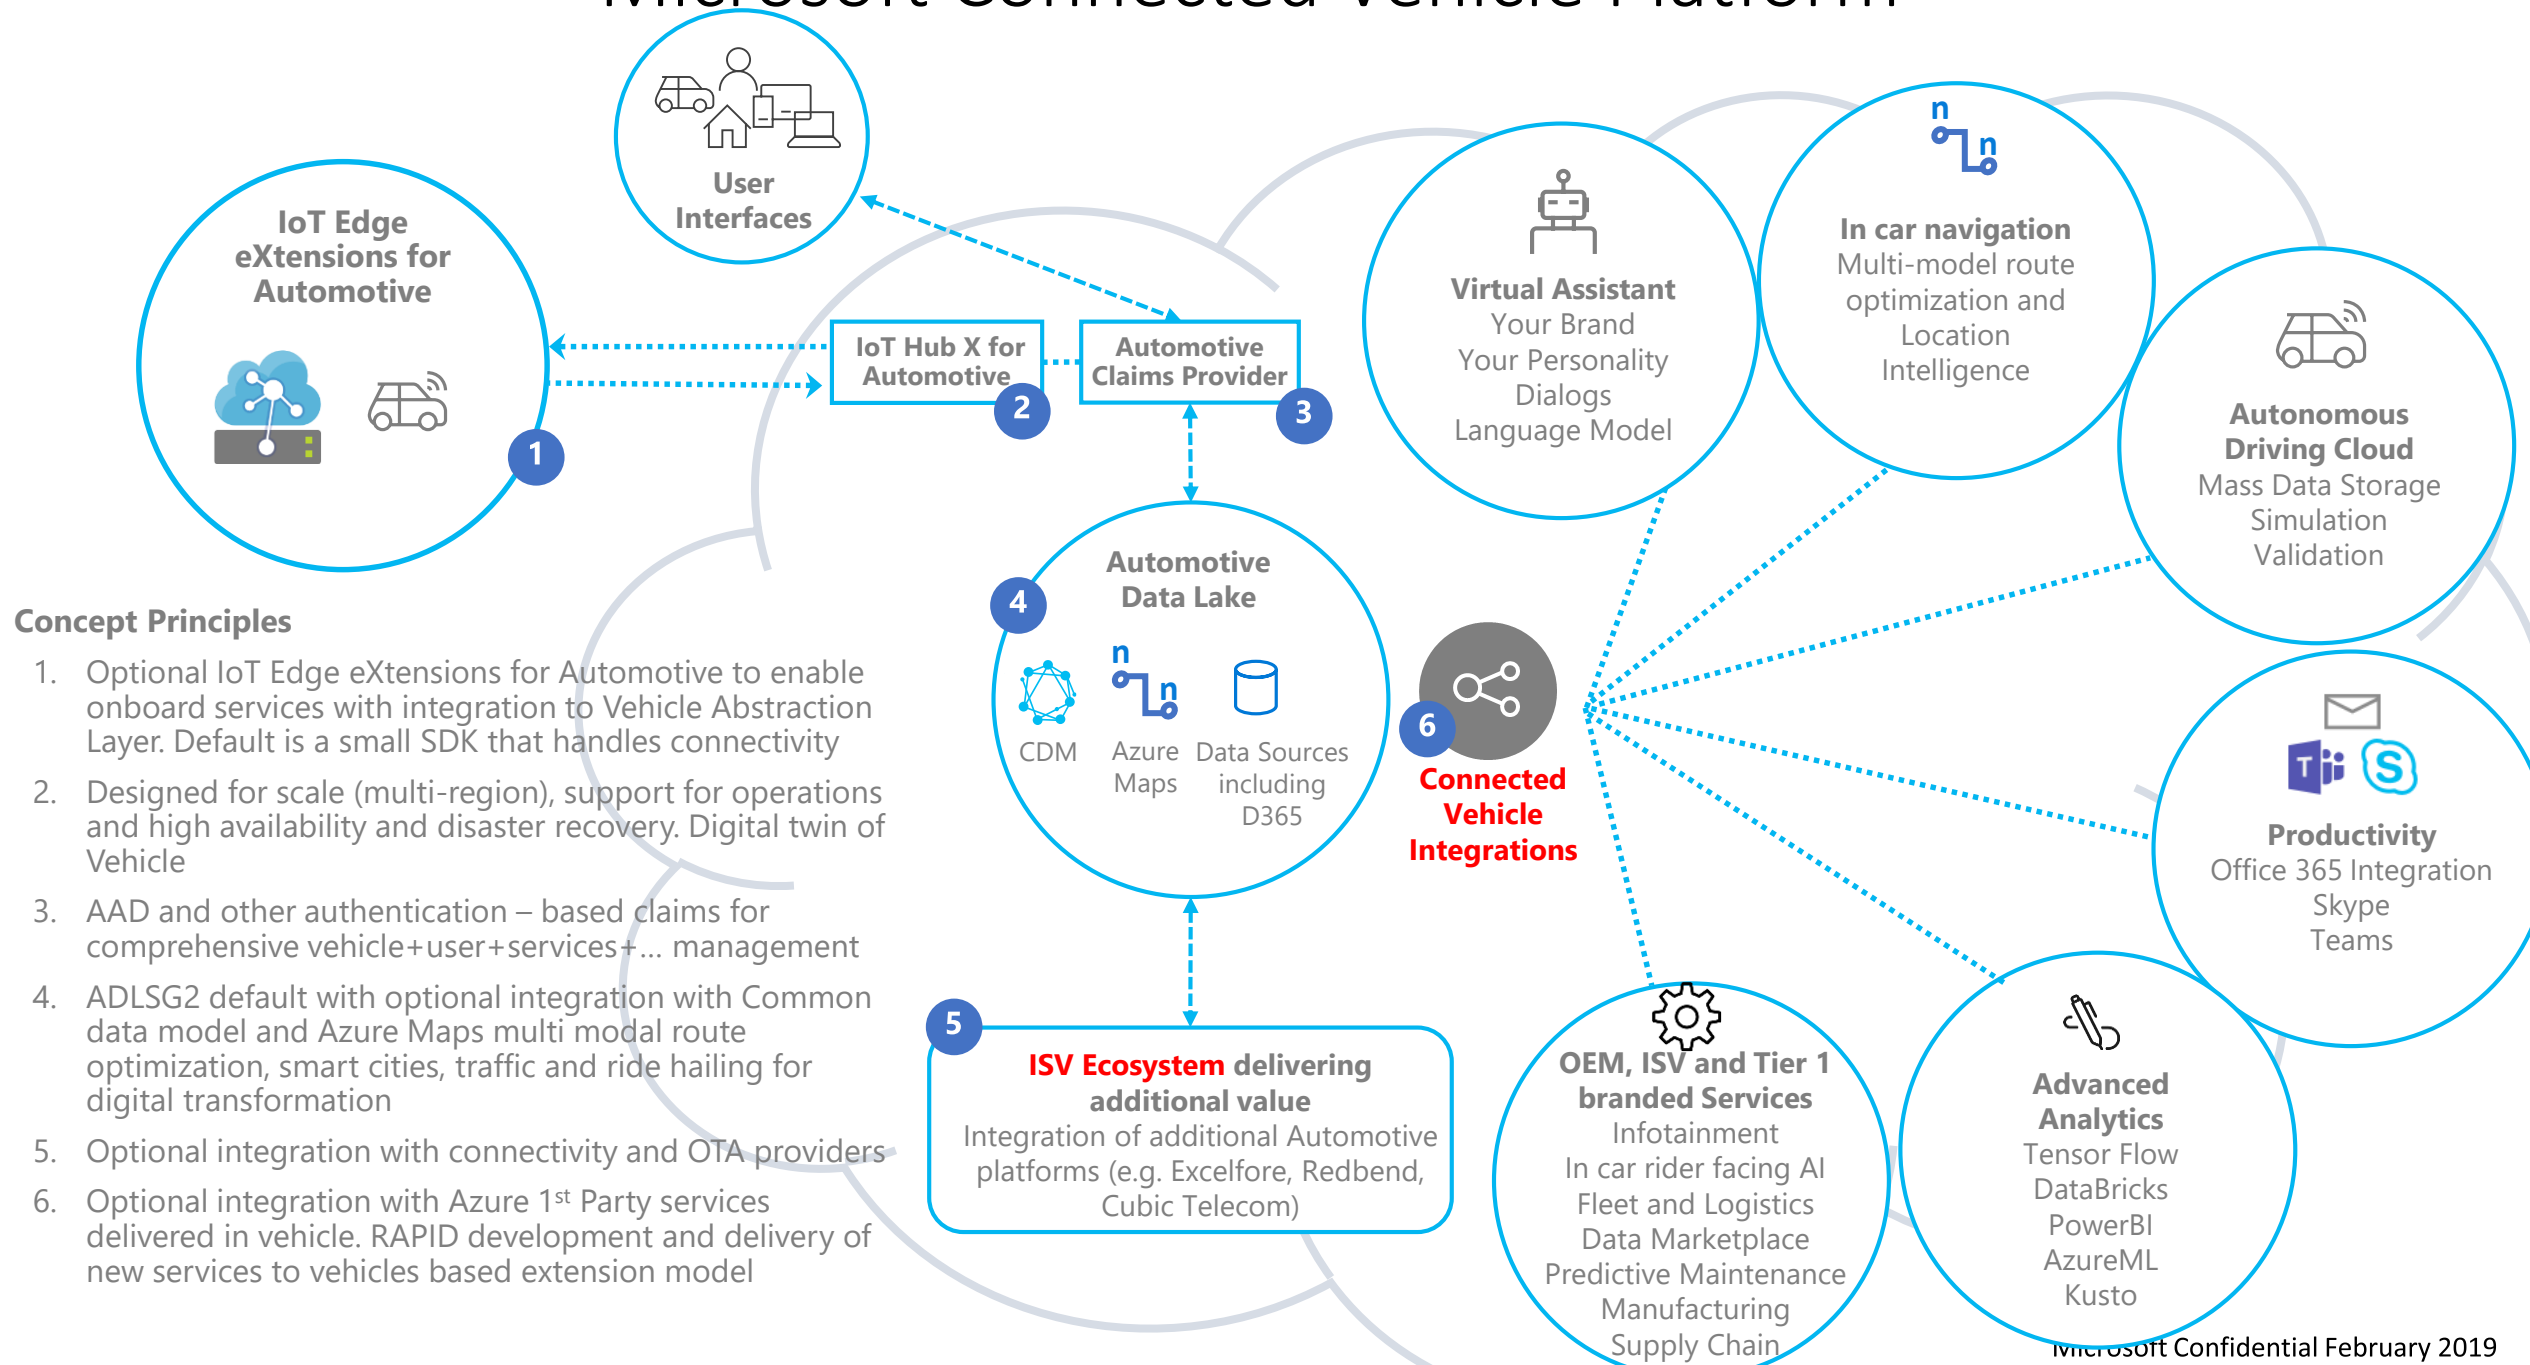 Microsoft Connected Vehicle Platform
User
Interfaces
IoT Edge
eXtensions for
Automotive
1
IoT Hub X for
Automotive
2
Automotive
Claims Provider
3
Automotive
Data Lake
4
n
n
CDM
Azure
Maps
Data Sources
including
D365
5
ISV Ecosystem delivering
additional value
Integration of additional Automotive
platforms (e.g. Excelfore, Redbend,
Cubic Telecom)
6
Connected
Vehicle
Integrations
Virtual Assistant
Your Brand
Your Personality
Dialogs
Language Model
n
n
In car navigation
Multi-model route
optimization and
Location
Intelligence
Autonomous
Driving Cloud
Mass Data Storage
Simulation
Validation
T
S
Productivity
Office 365 Integration
Skype
Teams
Advanced
Analytics
Tensor Flow
DataBricks
PowerBI
AzureML
Kusto
OEM, ISV and Tier 1
branded Services
Infotainment
In car rider facing AI
Fleet and Logistics
Data Marketplace
Predictive Maintenance
Manufacturing
Supply Chain
Concept Principles
1. Optional IoT Edge eXtensions for Automotive to enable
onboard services with integration to Vehicle Abstraction
Layer. Default is a small SDK that handles connectivity
2. Designed for scale (multi-region), support for operations
and high availability and disaster recovery. Digital twin of
Vehicle
3. AAD and other authentication – based claims for
comprehensive vehicle+user+services+... management
4. ADLSG2 default with optional integration with Common
data model and Azure Maps multi modal route
optimization, smart cities, traffic and ride hailing for
digital transformation
5. Optional integration with connectivity and OTA providers
6. Optional integration with Azure 1st Party services
delivered in vehicle. RAPID development and delivery of
new services to vehicles based extension model
Microsoft Confidential February 2019